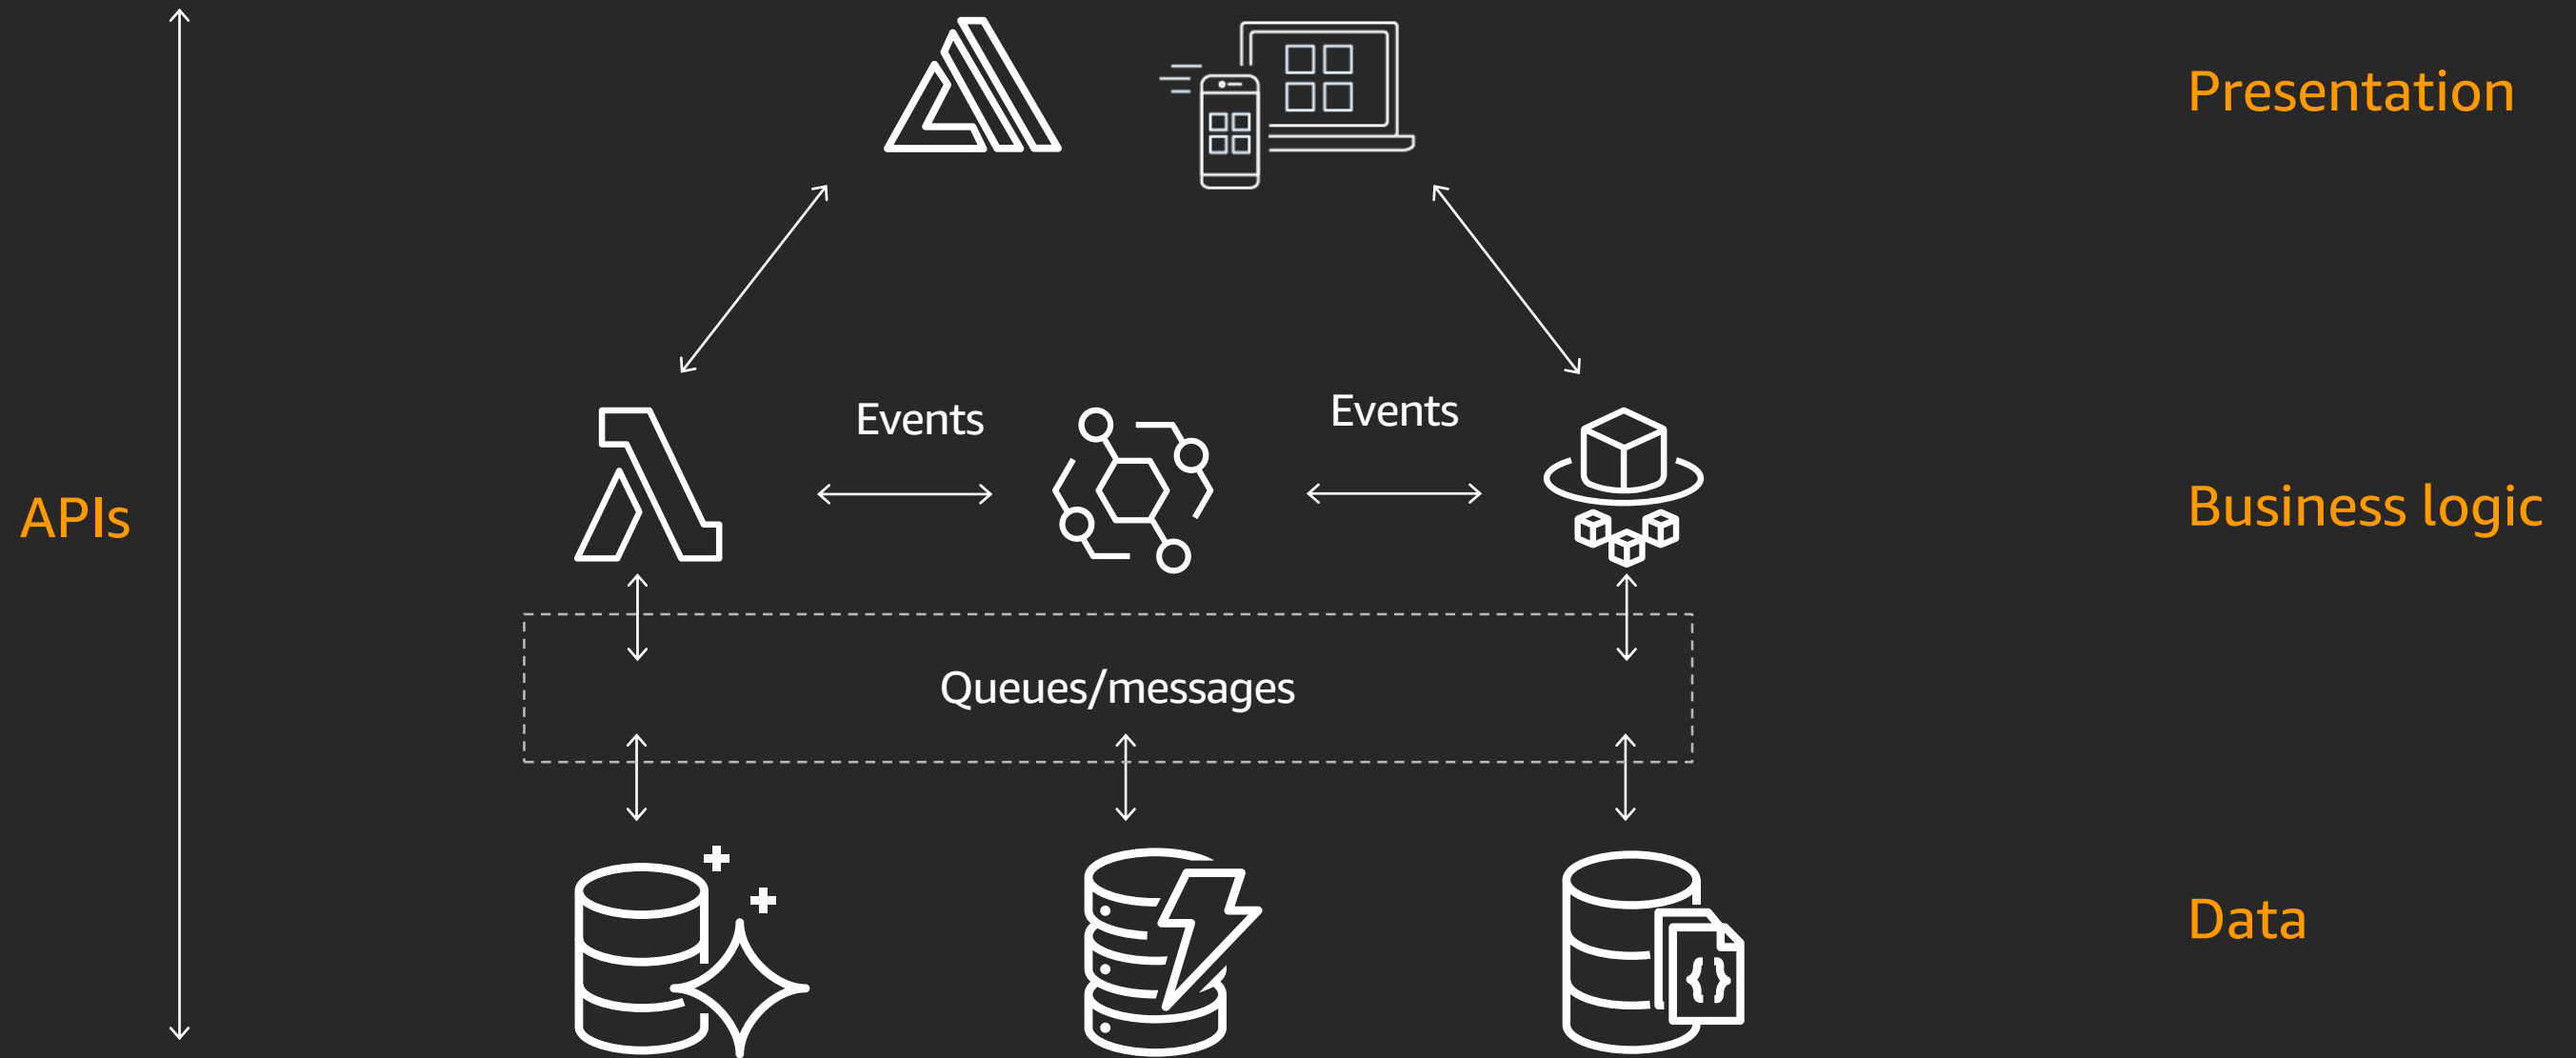 Presentation
Events
Events
APIs
Business logic
Queues/messages
Data
{}